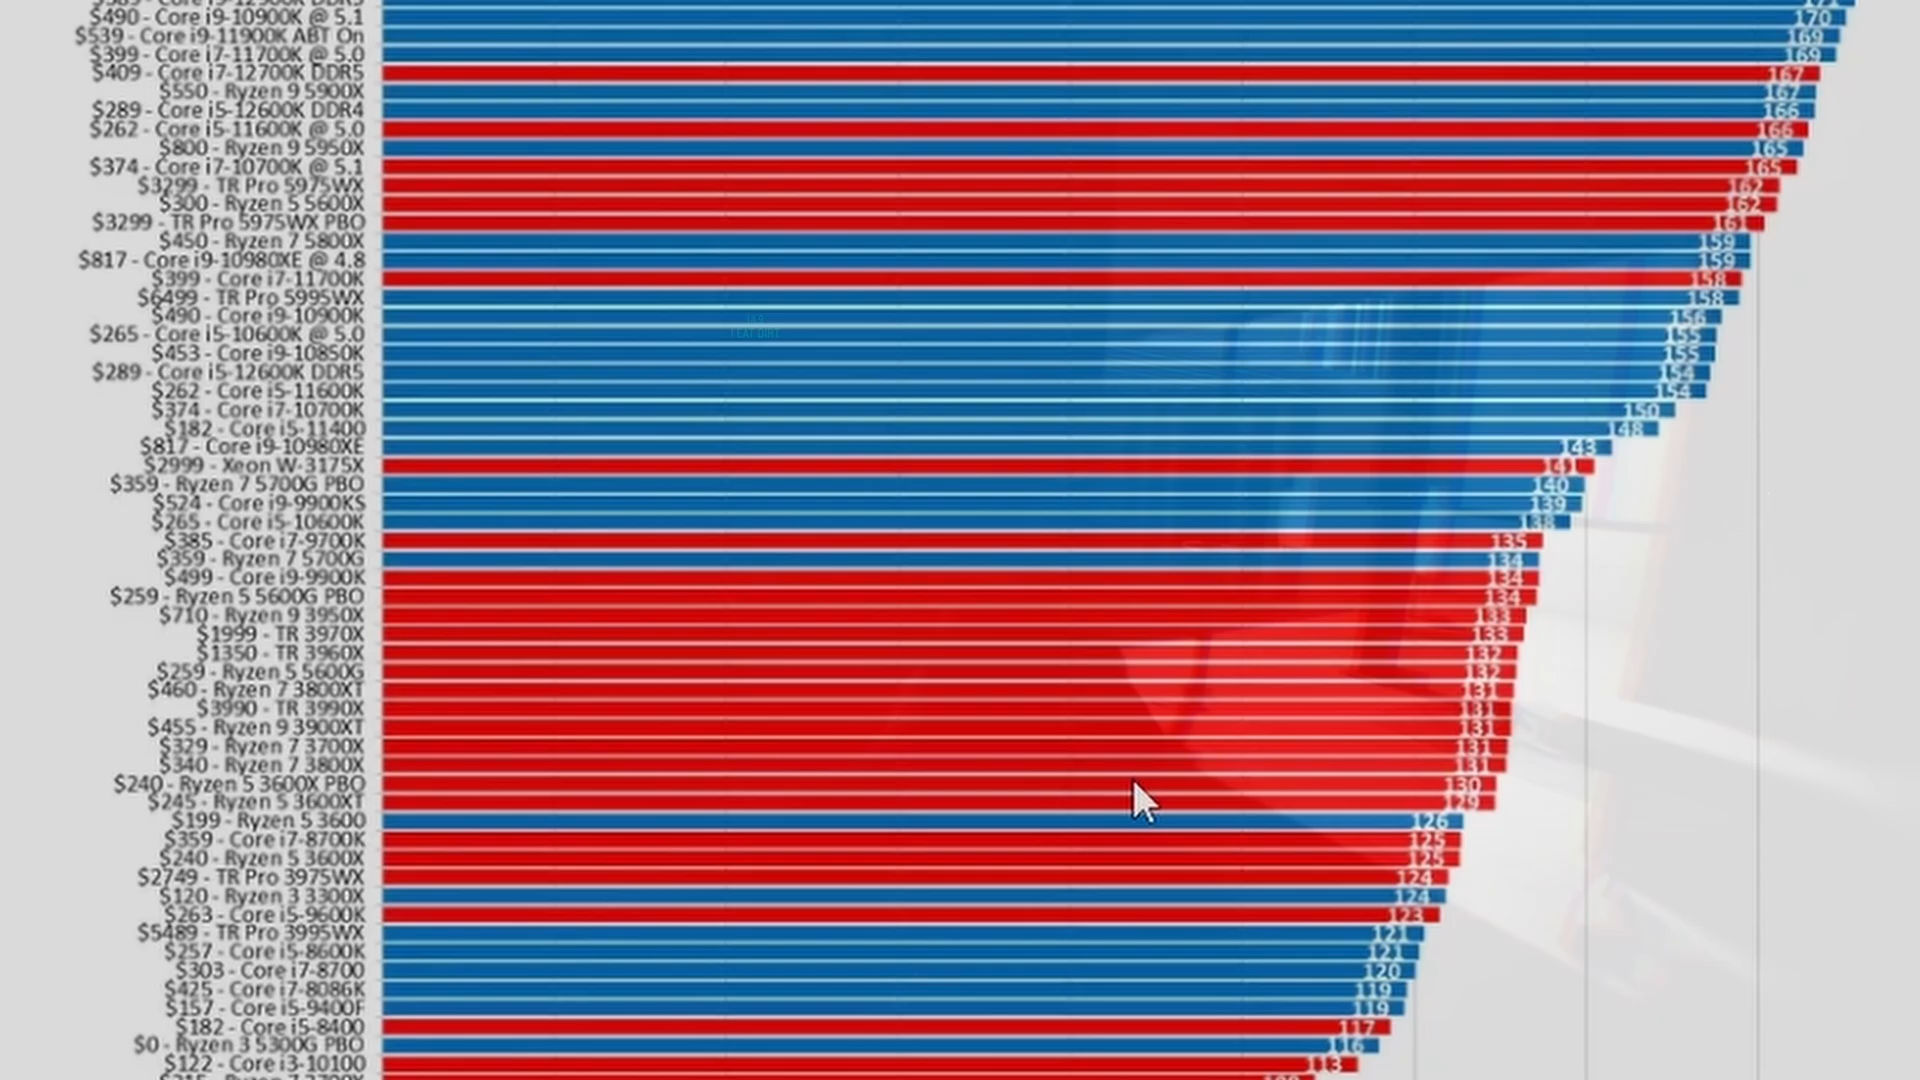 $490 - Core i9-10900K @ 5.1 170
$539 - Core i9-11900K ABT On 169
$399 - Core i7-11700K @ 5.0 169
$409 - Core i7-12700K DDR5 167
$550 - Ryzen 9 5900X 167
$289 - Core i5-12600K DDR4 166
$262 - Core i5-11600K @ 5.0 166
$800 - Ryzen 9 5950X 165
$374 - Core i7-10700K @ 5.1 165
$3299 - TR Pro 5975WX 162
$300 - Ryzen 5 5600X 162
$3299 - TR Pro 5975WX PBO 161
$450 - Ryzen 7 5800X 159
$817 - Core i9-10980XE @ 4.8 159
$399 - Core i7-11700K 158
$6499 - TR Pro 5995WX 158
$490 - Core i9-10900K 156
$265 - Core i5-10600K @ 5.0 155
$453 - Core i9-10850K 155
$289 - Core i5-12600K DDR5 154
$262 - Core i5-11600K 154
$374 - Core i7-10700K 150
$182 - Core i5-11400 148
$817 - Core i9-10980XE 143
$2999 - Xeon W-3175X 141
$359 - Ryzen 7 5700G PBO 140
$524 - Core i9-9900KS 139
$265 - Core i5-10600K 138
$385 - Core i7-9700K 135
$359 - Ryzen 7 5700G 134
$499 - Core i9-9900K 134
$259 - Ryzen 5 5600G PBO 134
$710 - Ryzen 9 3950X 133
$1999 - TR 3970X 133
$1350 - TR 3960X 132
$259 - Ryzen 5 5600G 132
$460 - Ryzen 7 3800XT 131
$3990 - TR 3990X 131
$455 - Ryzen 9 3900XT 131
$329 - Ryzen 7 3700X 131
$340 - Ryzen 7 3800X 131
$240 - Ryzen 5 3600X PBO 130
$245 - Ryzen 5 3600XT 129
$199 - Ryzen 5 3600 126
$359 - Core i7-8700K 125
$240 - Ryzen 5 3600X 125
$2749 - TR Pro 3975WX 124
$120 - Ryzen 3 3300X 124
$263 - Core i5-9600K 123
$5489 - TR Pro 3995WX 121
$257 - Core i5-8600K 121
$303 - Core i7-8700 120
$425 - Core i7-8086K 119
$157 - Core i5-9400F 119
$182 - Core i5-8400 117
$0 - Ryzen 3 5300G PBO 116
$122 - Core i3-10100 113